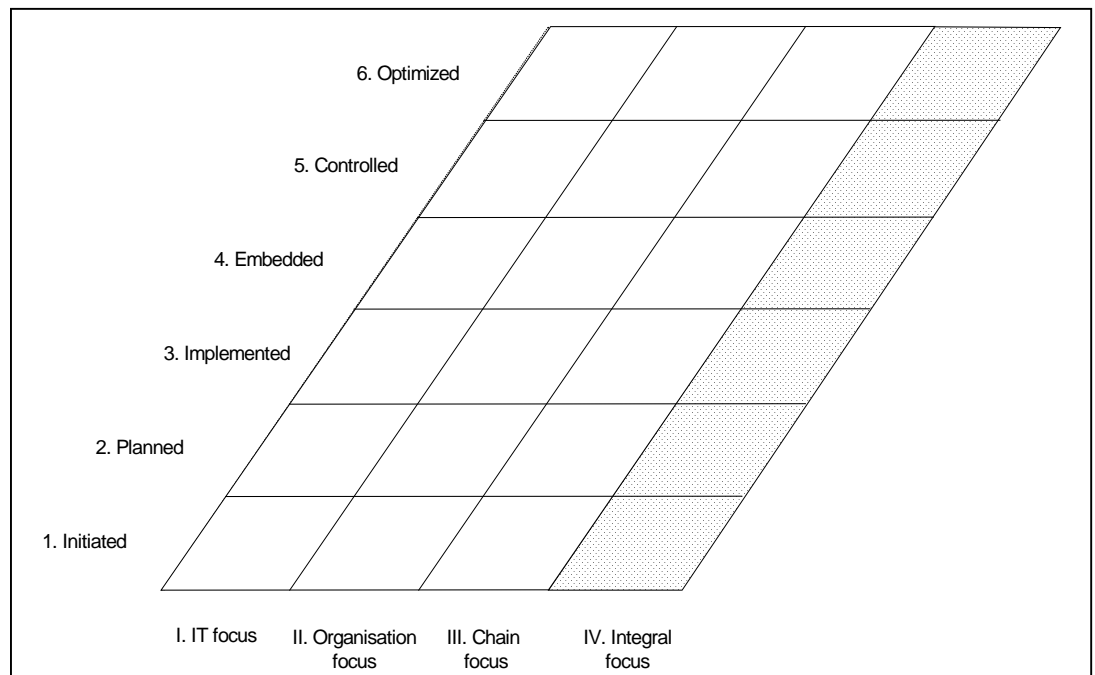 6. Optimized
5. Controlled
4. Embedded
3. Implemented
2. Planned
1. Initiated
I. IT focus
II. Organisation
focus
III. Chain
focus
IV. Integral
focus